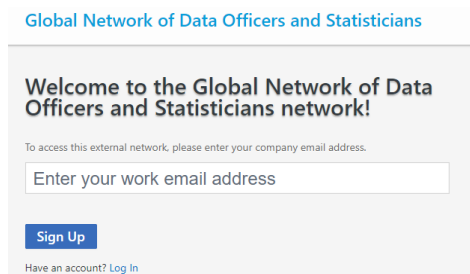 Global Network of Data Officers and Statisticians
Welcome to the Global Network of Data
Officers and Statisticians network!
To access this external network, please enter your company email address.
Enter your work email address
Sign Up
Have an account? Log In